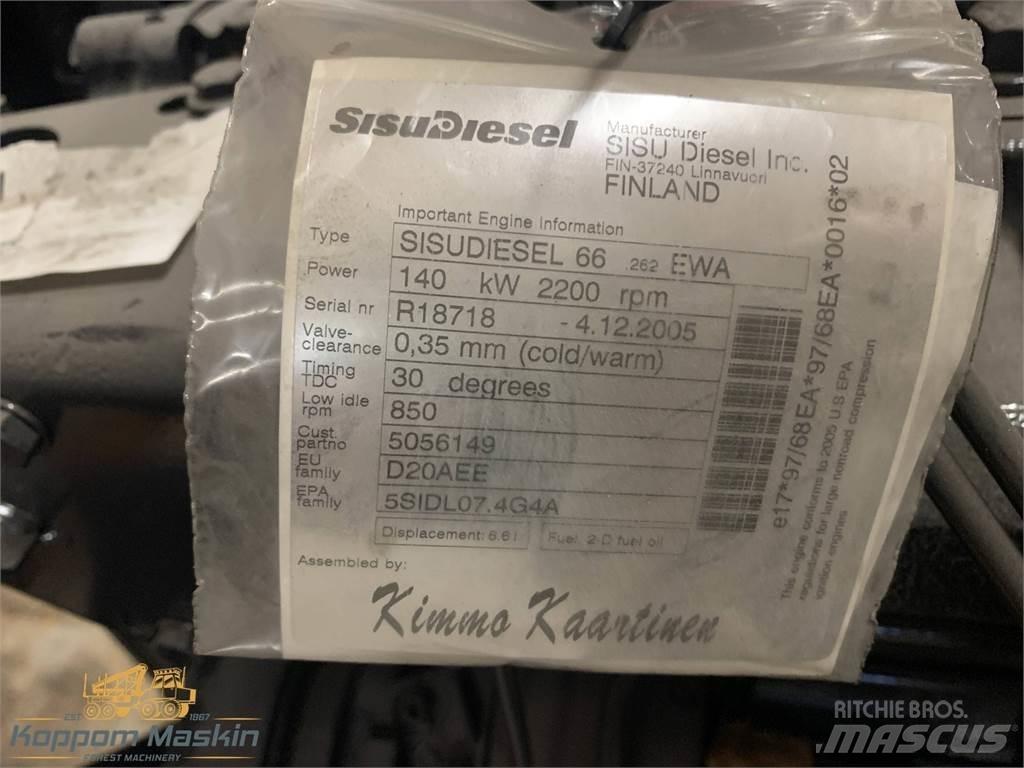 SISUDIESEL
Manufacturer
SISU Diesel Inc.
FIN-37240 Linnavuori
FINLAND
Important Engine Information
Type SISUDIESEL 66 .262 EWA
Power 140 kW 2200 rpm
Serial nr R18718 - 4.12.2005
Valve-clearance 0,35 mm (cold/warm)
Timing TDC 30 degrees
Low idle rpm 850
Cust. partno 5056149
EU family D20AEE
EPA family 5SIDL07.4G4A
Displacement: 6.6 l Fuel: 2-D fuel oil
Assembled by:
Kimmo Kaartinen
e17*97/68EA*97/68EA*0016*02
This engine conforms to 2005 U.S EPA
regulations for large nonroad compression
ignition engines
EST 1867
Koppom Maskin
FOREST MACHINERY
RITCHIE BROS.
MASCUS